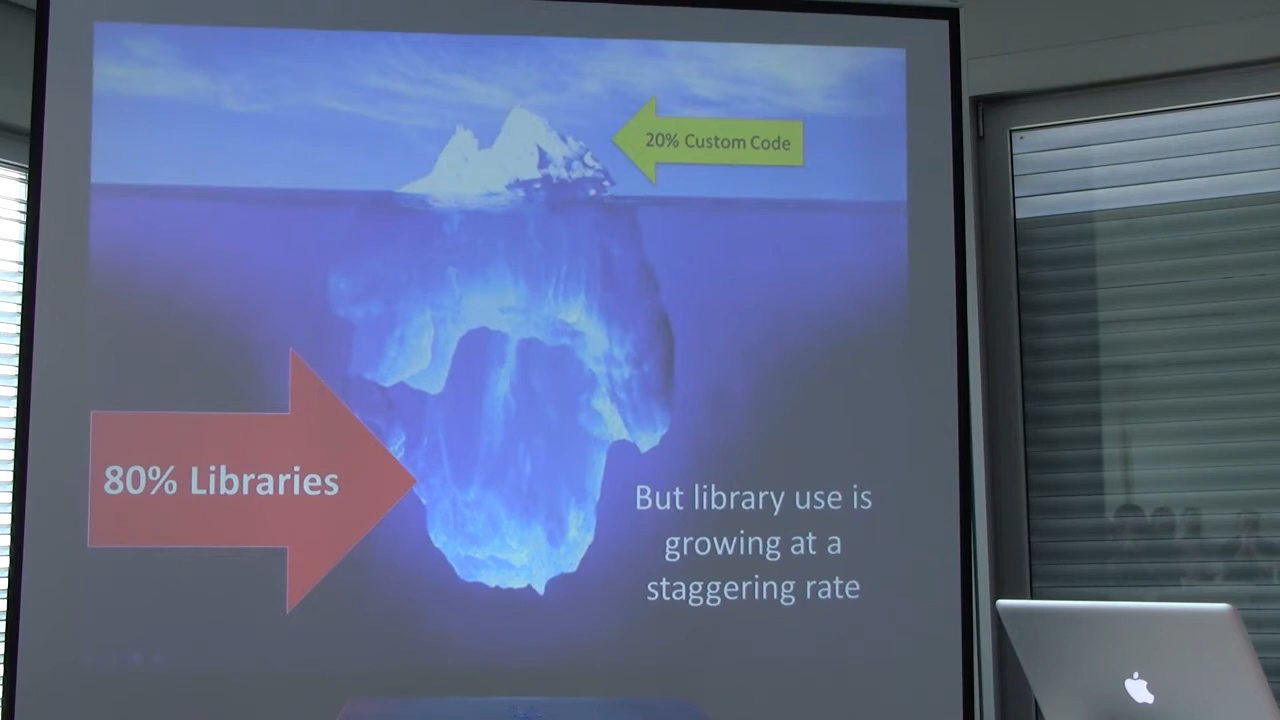 20% Custom Code
80% Libraries
But library use is
growing at a
staggering rate